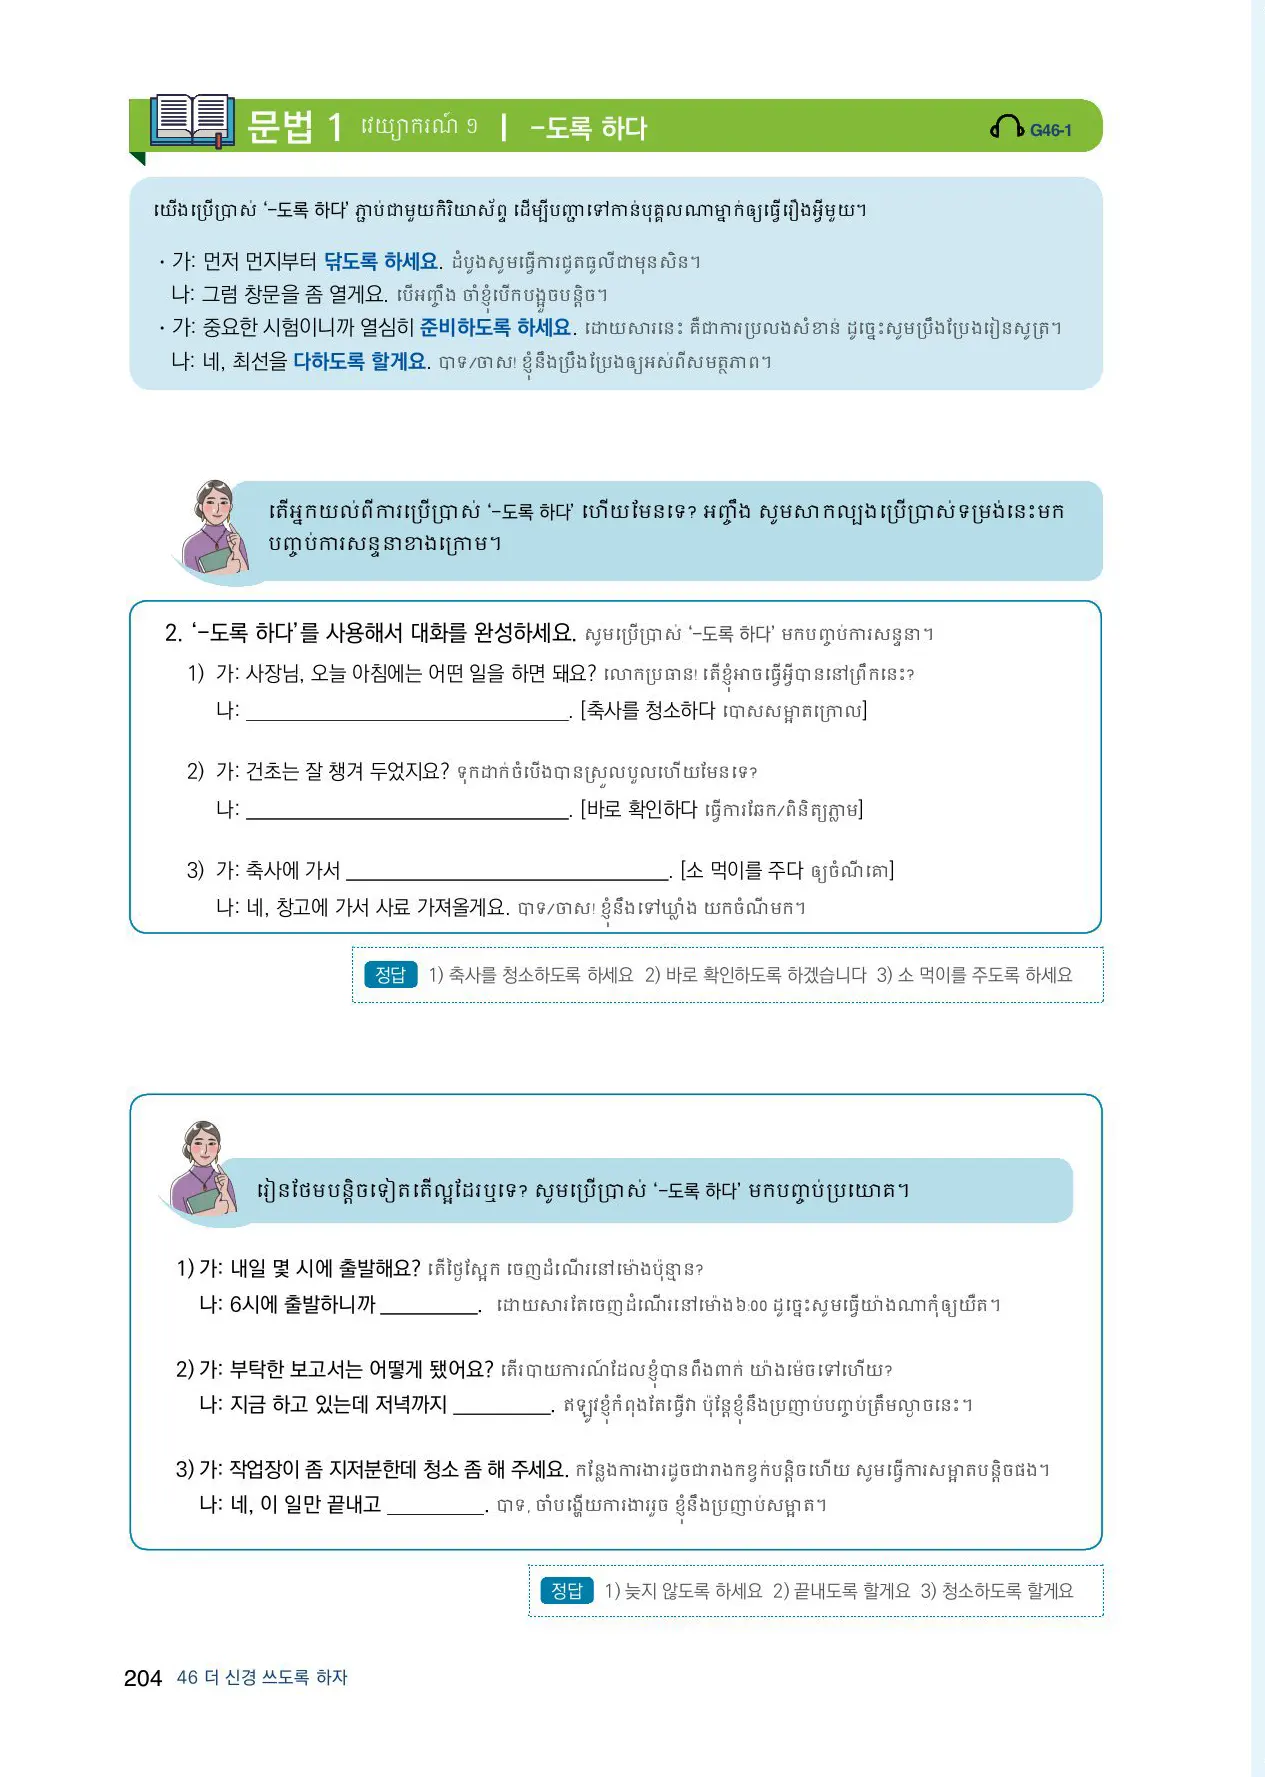 문법 1 វេយ្យាករណ៍ ១ | -도록 하다 G46-1
យើងប្រើប្រាស់ ‘-도록 하다’ ភ្ជាប់ជាមួយកិរិយាស័ព្ទ ដើម្បីបញ្ជាទៅកាន់បុគ្គលណាម្នាក់ឲ្យធ្វើរឿងអ្វីមួយ។
· 가: 먼저 먼지부터 닦도록 하세요. ដំបូងសូមធ្វើការជូតធូលីជាមុនសិន។
나: 그럼 창문을 좀 열게요. បើអញ្ចឹង ចាំខ្ញុំបើកបង្អួចបន្តិច។
· 가: 중요한 시험이니까 열심히 준비하도록 하세요. ដោយសារនេះ គឺជាការប្រលងសំខាន់ ដូច្នេះសូមប្រឹងប្រែងរៀនសូត្រ។
나: 네, 최선을 다하도록 할게요. បាទ/ចាស! ខ្ញុំនឹងប្រឹងប្រែងឲ្យអស់ពីសមត្ថភាព។
តើអ្នកយល់ពីការប្រើប្រាស់ ‘-도록 하다’ ហើយមែនទេ? អញ្ចឹង សូមសាកល្បងប្រើប្រាស់ទម្រង់នេះមក
បញ្ចប់ការសន្ទនាខាងក្រោម។
2. ‘-도록 하다’를 사용해서 대화를 완성하세요. សូមប្រើប្រាស់ ‘-도록 하다’ មកបញ្ចប់ការសន្ទនា។
1) 가: 사장님, 오늘 아침에는 어떤 일을 하면 돼요? លោកប្រធាន! តើខ្ញុំអាចធ្វើអ្វីបាននៅព្រឹកនេះ?
나: ______________________________. [축사를 청소하다 បោសសម្អាតក្រោល]
2) 가: 건초는 잘 챙겨 두었지요? ទុកដាក់ចំបើងបានស្រួលបួលហើយមែនទេ?
나: ______________________________. [바로 확인하다 ធ្វើការឆែក/ពិនិត្យភ្លាម]
3) 가: 축사에 가서 ______________________________. [소 먹이를 주다 ឲ្យចំណីគោ]
나: 네, 창고에 가서 사료 가져올게요. បាទ/ចាស! ខ្ញុំនឹងទៅឃ្លាំង យកចំណីមក។
정답 1) 축사를 청소하도록 하세요 2) 바로 확인하도록 하겠습니다 3) 소 먹이를 주도록 하세요
រៀនថែមបន្តិចទៀតតើល្អដែរឬទេ? សូមប្រើប្រាស់ ‘-도록 하다’ មកបញ្ចប់ប្រយោគ។
1) 가: 내일 몇 시에 출발해요? តើថ្ងៃស្អែក ចេញដំណើរនៅម៉ោងប៉ុន្មាន?
나: 6시에 출발하니까 _________. ដោយសារតែចេញដំណើរនៅម៉ោង៦:00 ដូច្នេះសូមធ្វើយ៉ាងណាកុំឲ្យយឺត។
2) 가: 부탁한 보고서는 어떻게 됐어요? តើរបាយការណ៍ដែលខ្ញុំបានពឹងពាក់ យ៉ាងម៉េចទៅហើយ?
나: 지금 하고 있는데 저녁까지 _________. ឥឡូវខ្ញុំកំពុងតែធ្វើវា ប៉ុន្តែខ្ញុំនឹងប្រញាប់បញ្ចប់ត្រឹមល្ងាចនេះ។
3) 가: 작업장이 좀 지저분한데 청소 좀 해 주세요. កន្លែងការងារដូចជារាងកខ្វក់បន្តិចហើយ សូមធ្វើការសម្អាតបន្តិចផង។
나: 네, 이 일만 끝내고 _________. បាទ, ចាំបង្ហើយការងាររួច ខ្ញុំនឹងប្រញាប់សម្អាត។
정답 1) 늦지 않도록 하세요 2) 끝내도록 할게요 3) 청소하도록 할게요
204 46 더 신경 쓰도록 하자